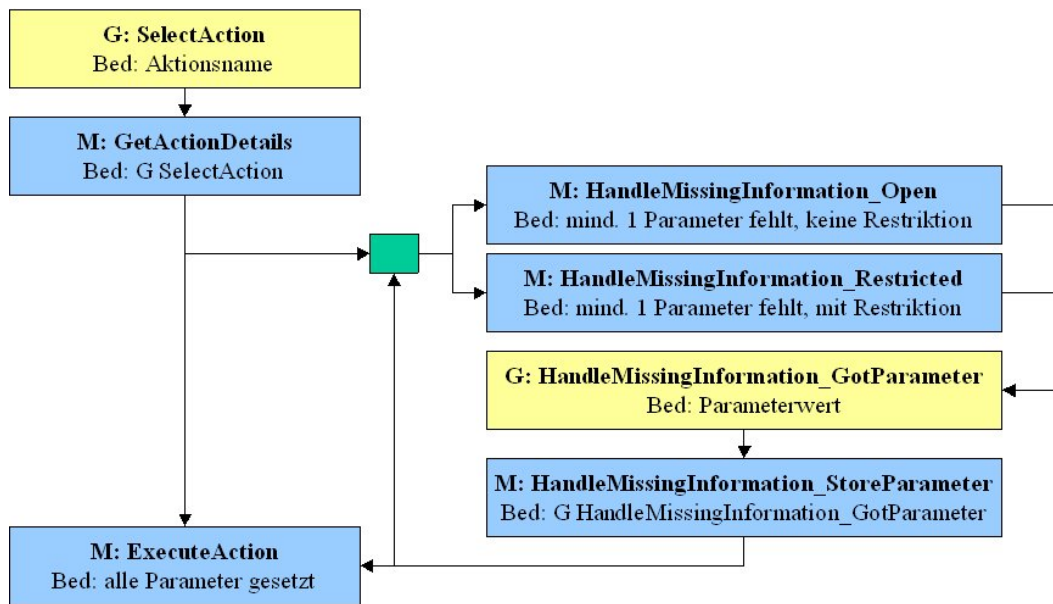 G: SelectAction
Bed: Aktionsname
M: GetActionDetails
Bed: G SelectAction
M: HandleMissingInformation_Open
Bed: mind. 1 Parameter fehlt, keine Restriktion
M: HandleMissingInformation_Restricted
Bed: mind. 1 Parameter fehlt, mit Restriktion
G: HandleMissingInformation_GotParameter
Bed: Parameterwert
M: HandleMissingInformation_StoreParameter
Bed: G HandleMissingInformation_GotParameter
M: ExecuteAction
Bed: alle Parameter gesetzt